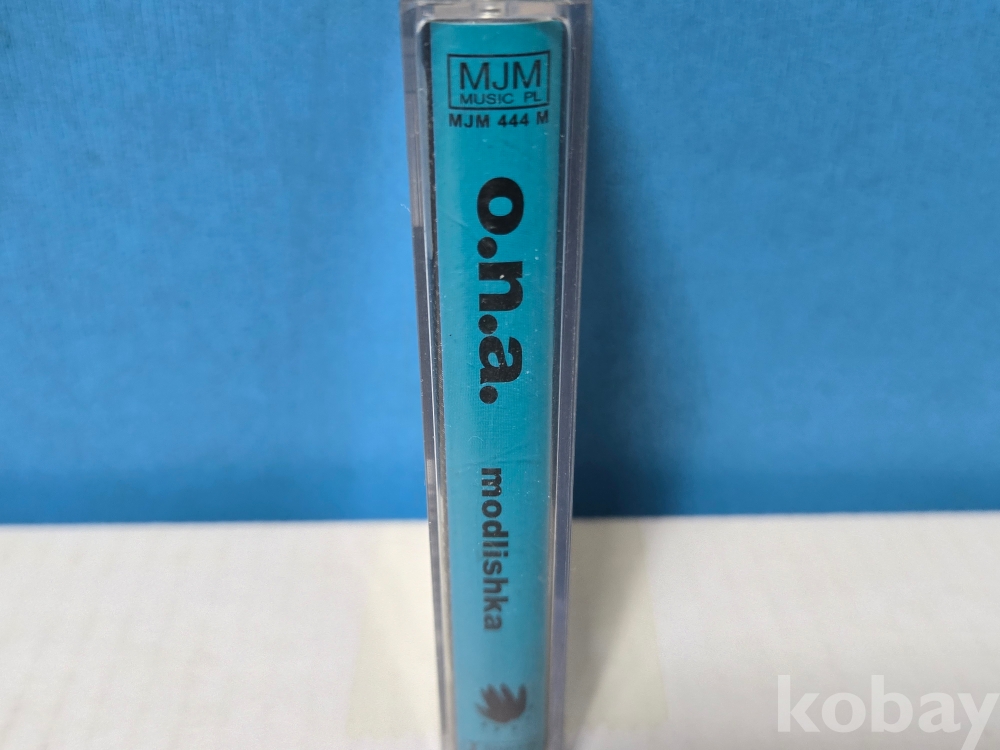 MJM
MUSIC PL
MJM 444 M
o.n.a.
modlishka
kobay